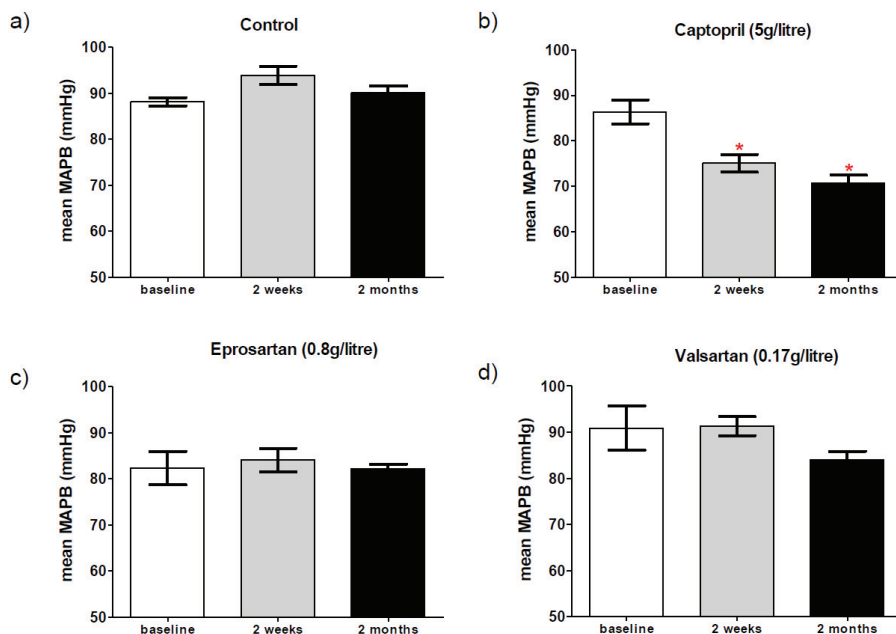 a)
Control
mean MAPB (mmHg)
100
90
80
70
60
50
baseline 2 weeks 2 months
b)
Captopril (5g/litre)
mean MAPB (mmHg)
100
90
80
70
60
50
*
*
baseline 2 weeks 2 months
c)
Eprosartan (0.8g/litre)
mean MAPB (mmHg)
100
90
80
70
60
50
baseline 2 weeks 2 months
d)
Valsartan (0.17g/litre)
mean MAPB (mmHg)
100
90
80
70
60
50
baseline 2 weeks 2 months